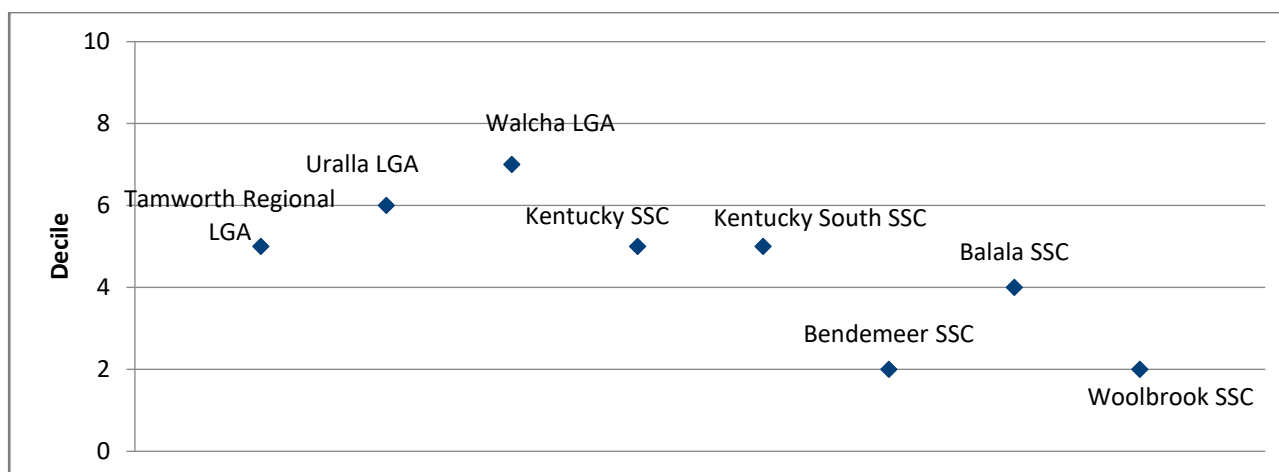 10
Walcha LGA
8
Uralla LGA
Tamworth Regional
LGA
6
Kentucky SSC
Kentucky South SSC
Balala SSC
Decile
4
Bendemeer SSC
2
Woolbrook SSC
0